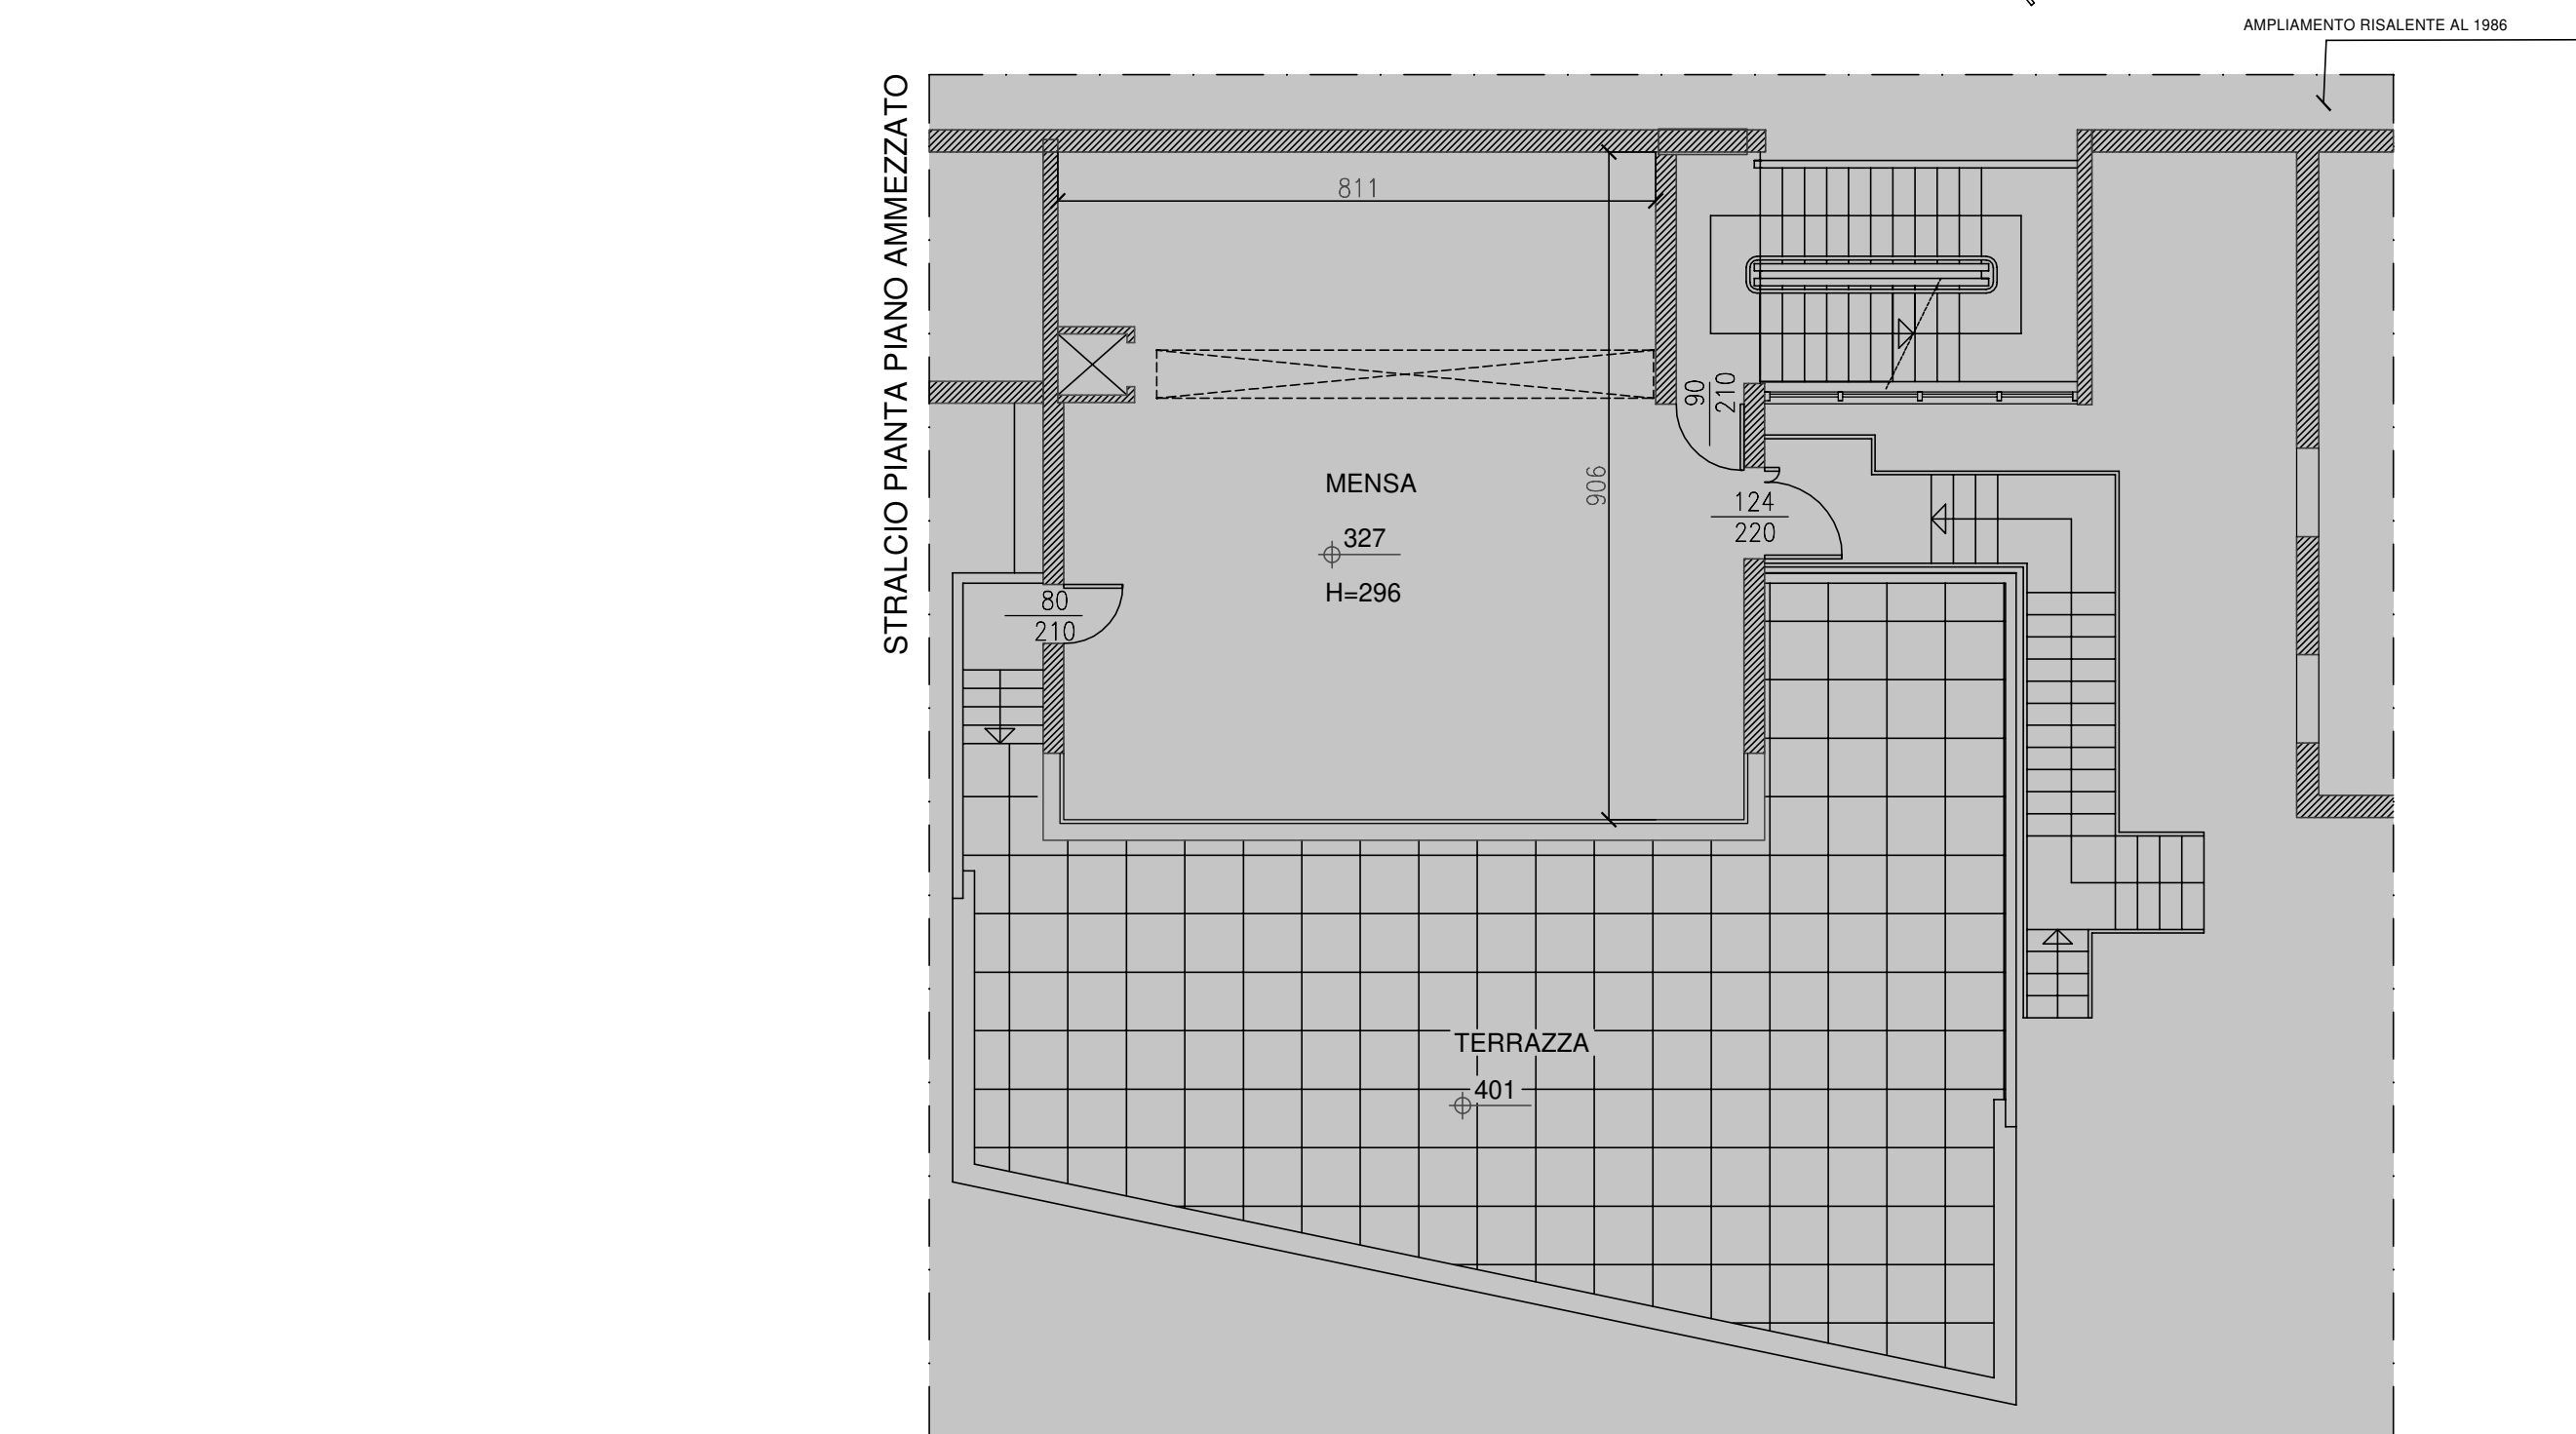 AMPLIAMENTO RISALENTE AL 1986
STRALCIO PIANTA PIANO AMMEZZATO
811
906
90
210
MENSA
124
220
327
H=296
80
210
TERRAZZA
401